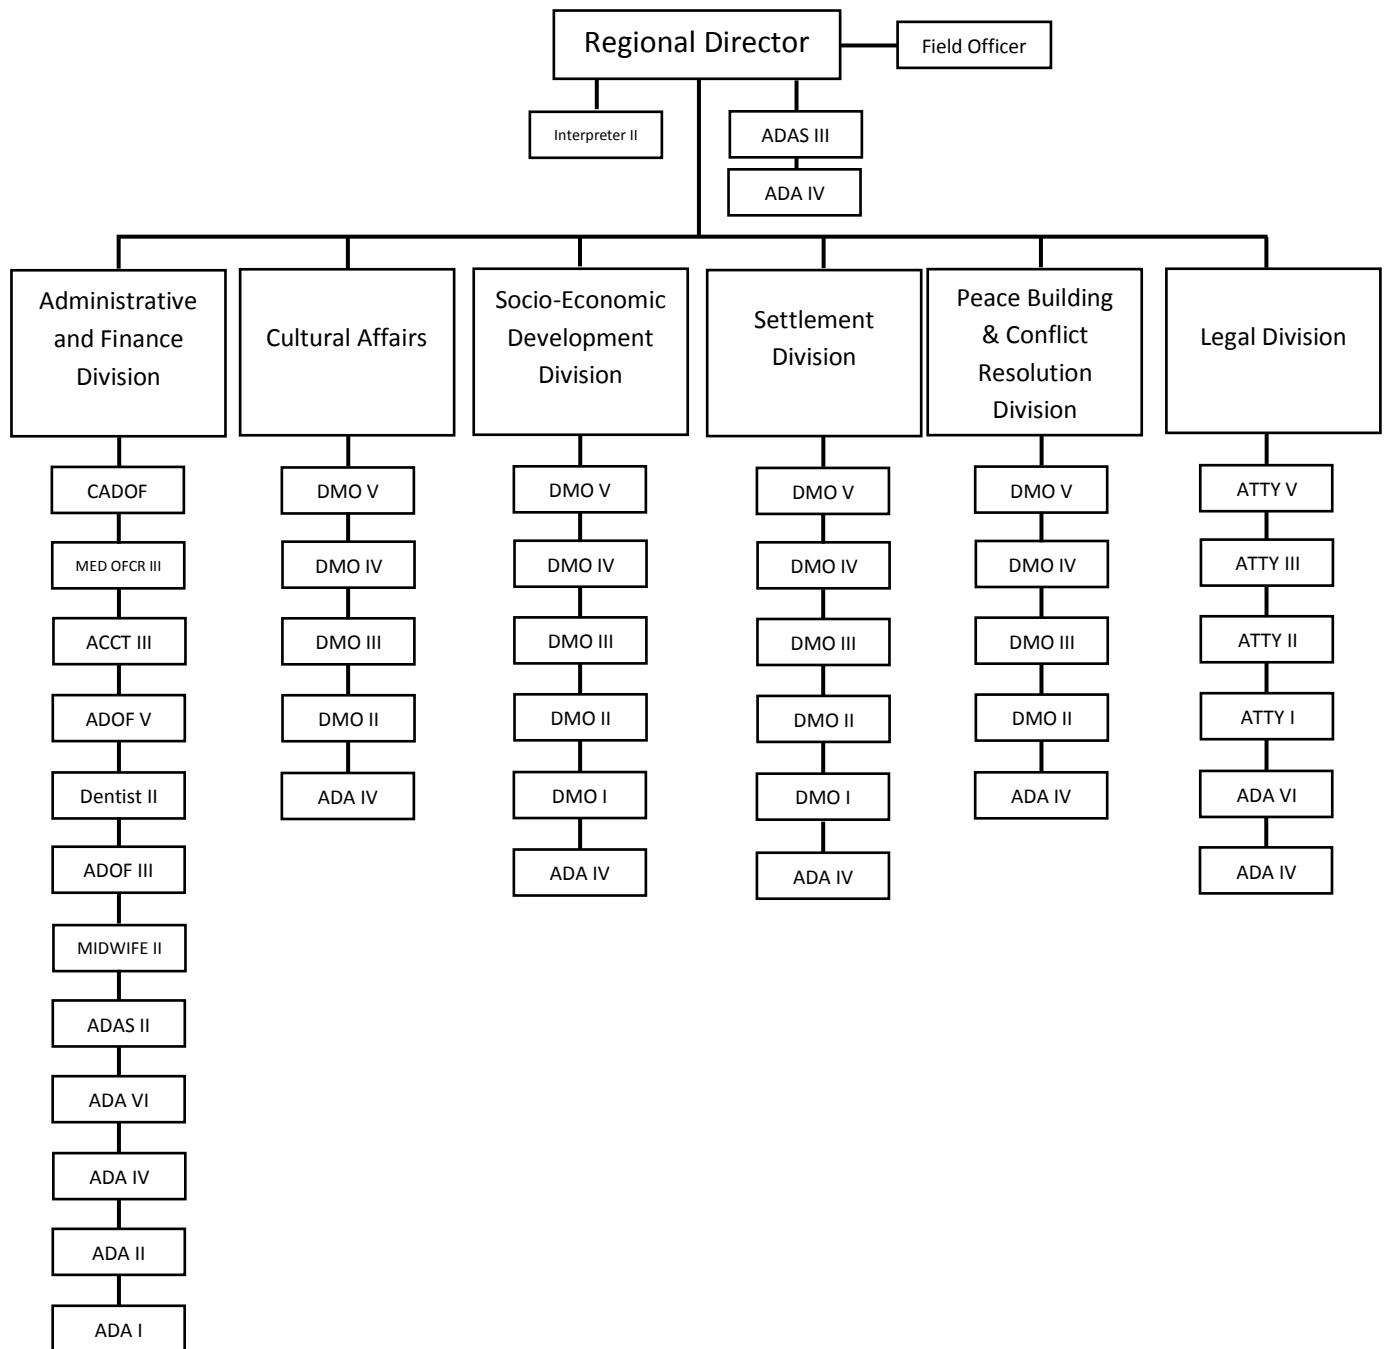 Regional Director
Field Officer
Interpreter II
ADAS III
ADA IV
Administrative
and Finance
Division
Cultural Affairs
Socio-Economic
Development
Division
Settlement
Division
Peace Building
& Conflict
Resolution
Division
Legal Division
CADOF
MED OFCR III
ACCT III
ADOF V
Dentist II
ADOF III
MIDWIFE II
ADAS II
ADA VI
ADA IV
ADA II
ADA I
DMO V
DMO IV
DMO III
DMO II
ADA IV
DMO V
DMO IV
DMO III
DMO II
DMO I
ADA IV
DMO V
DMO IV
DMO III
DMO II
DMO I
ADA IV
DMO V
DMO IV
DMO III
DMO II
ADA IV
ATTY V
ATTY III
ATTY II
ATTY I
ADA VI
ADA IV